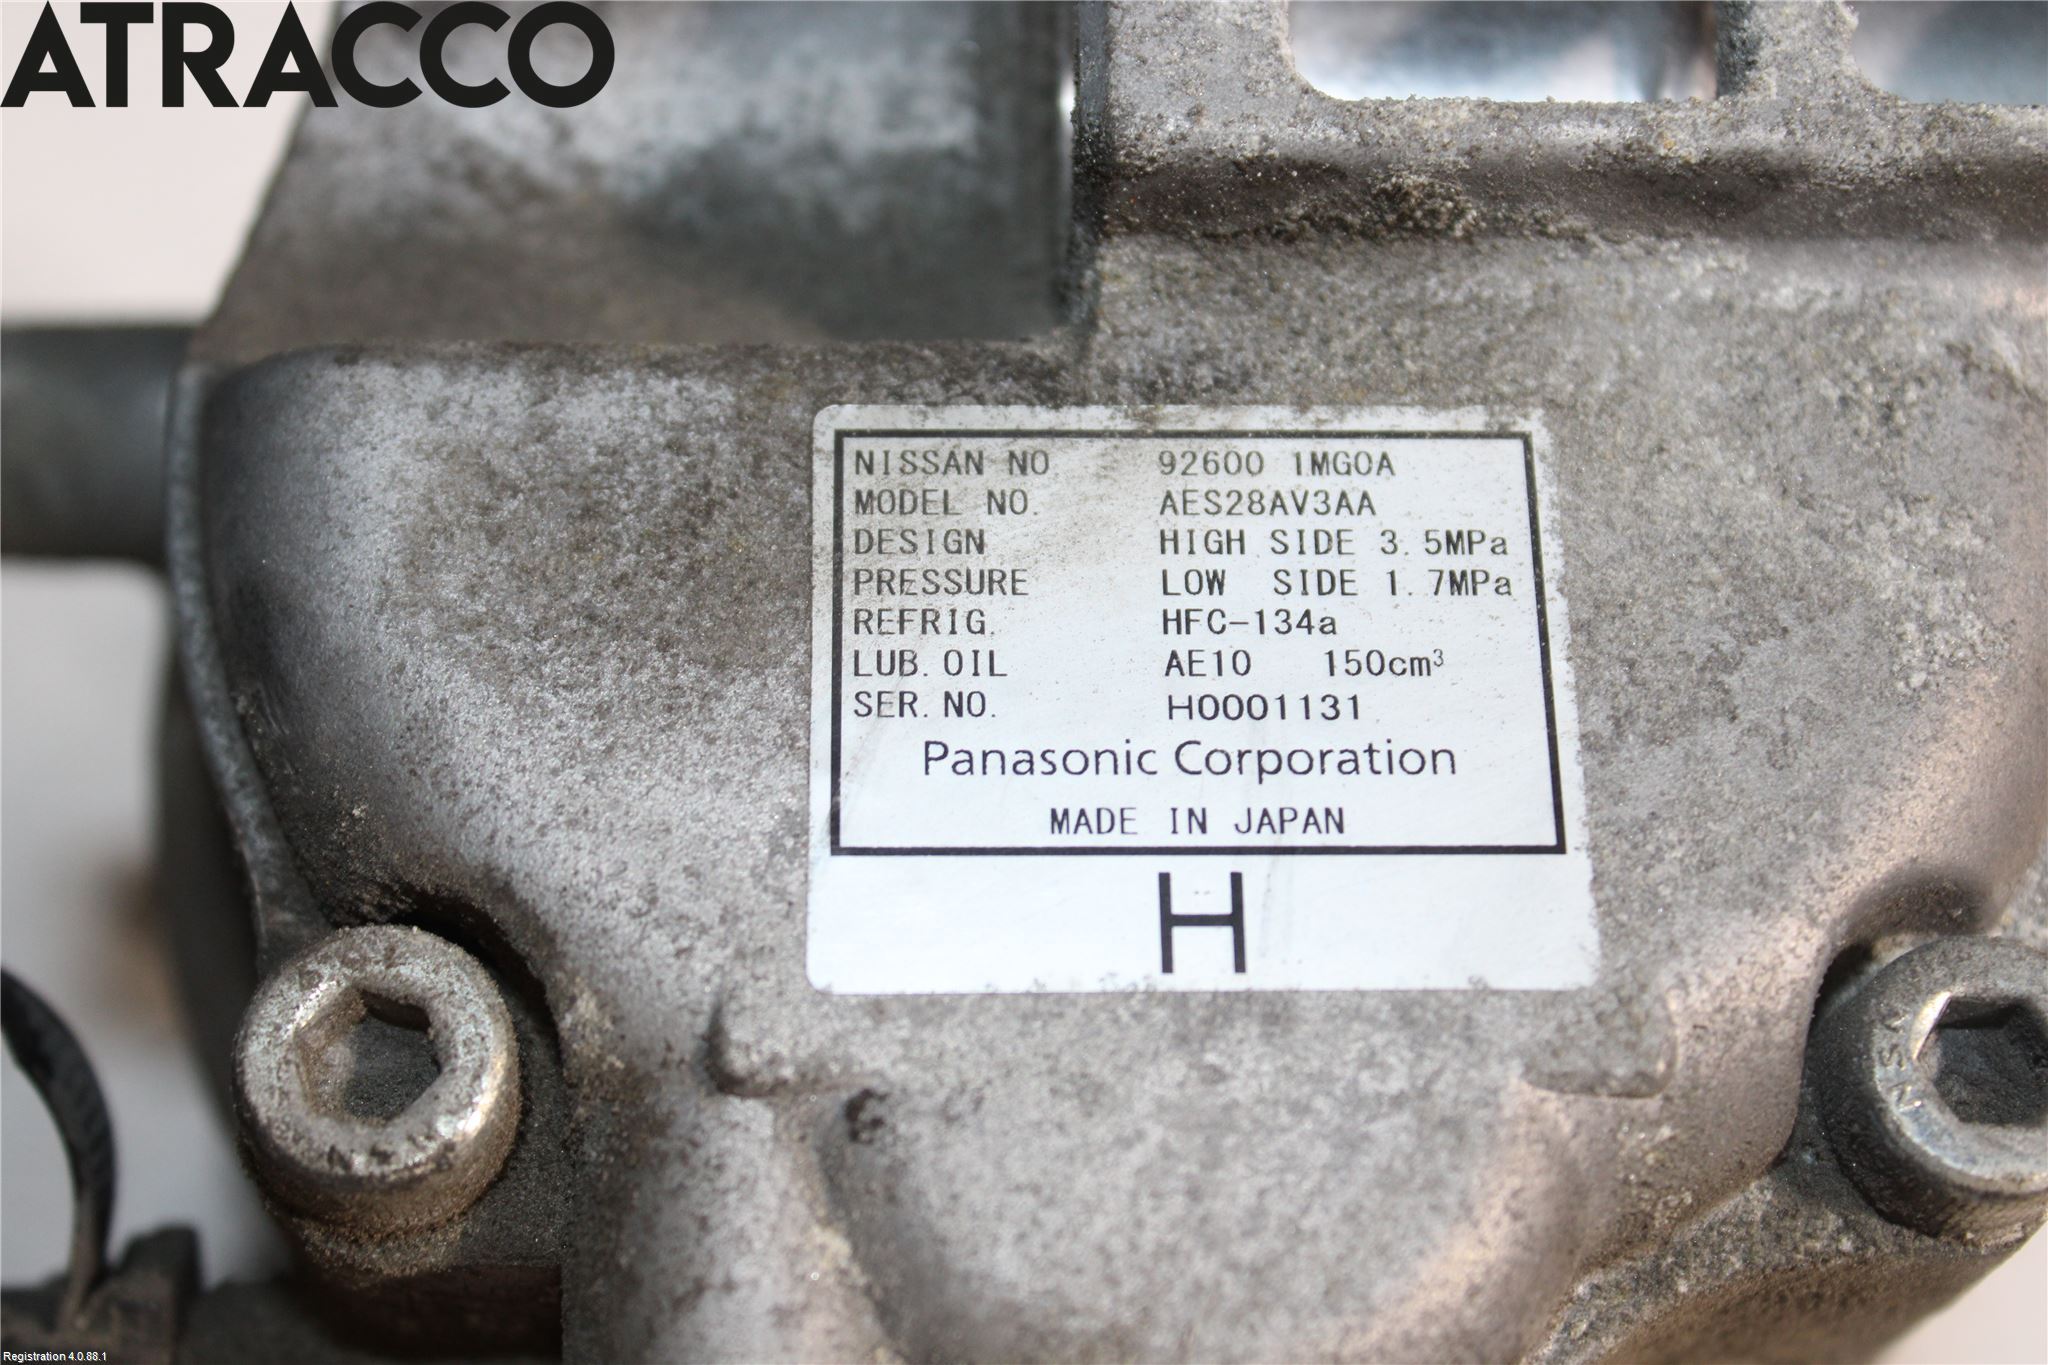 ATRACCO
NISSAN NO 92600 1MG0A
MODEL NO. AES28AV3AA
DESIGN HIGH SIDE 3.5MPa
PRESSURE LOW SIDE 1.7MPa
REFRIG. HFC-134a
LUB.OIL AE10 150cm³
SER.NO. H0001131
Panasonic Corporation
MADE IN JAPAN
H
Registration 4.0.88.1